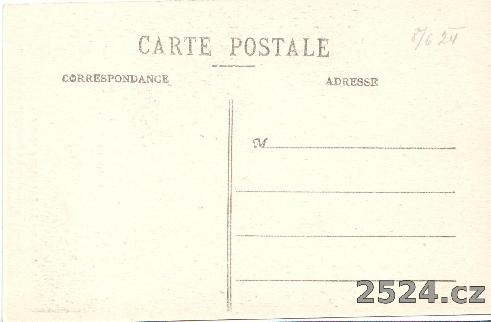 CARTE POSTALE
8/6 24
CORRESPONDANCE
ADRESSE
M
2524.cz